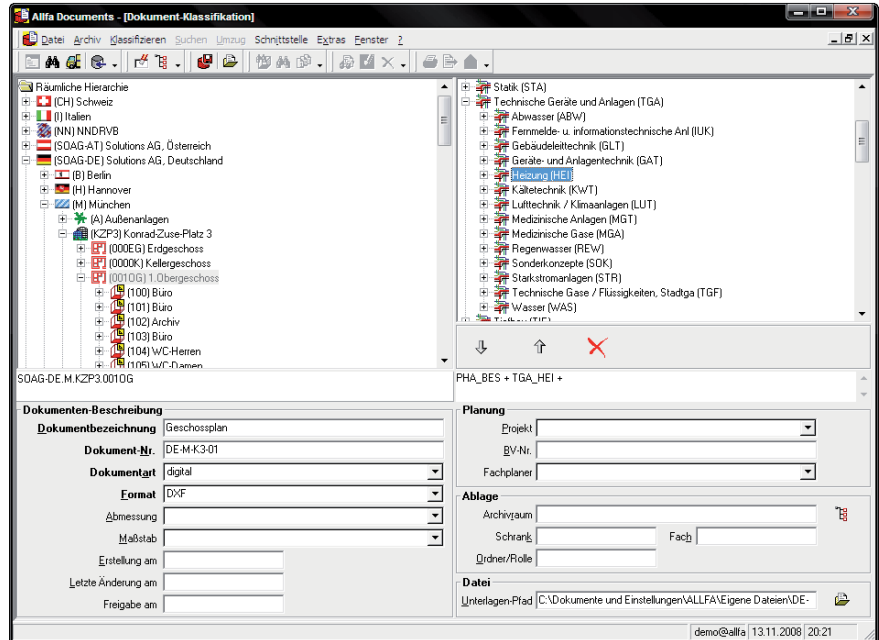 Allfa Documents - [Dokument-Klassifikation]
Datei Archiv Klassifizieren Suchen Umzug Schnittstelle Extras Fenster ?
Räumliche Hierarchie
(CH) Schweiz
(I) Italien
(NN) NNDRVB
(SOAG-AT) Solutions AG, Österreich
(SOAG-DE) Solutions AG, Deutschland
(B) Berlin
(H) Hannover
(M) München
(A) Außenanlagen
(KZP3) Konrad-Zuse-Platz 3
(000EG) Erdgeschoss
(0000K) Kellergeschoss
(001OG) 1.Obergeschoss
(100) Büro
(101) Büro
(102) Archiv
(103) Büro
(104) WC-Herren
(105) WC-Damen
SOAG-DE.M.KZP3.001OG
Statik (STA)
Technische Geräte und Anlagen (TGA)
Abwasser (ABW)
Fernmelde- u. informationstechnische Anl (IUK)
Gebäudeleittechnik (GLT)
Geräte- und Anlagentechnik (GAT)
Heizung (HEI)
Kältetechnik (KWT)
Lufttechnik / Klimaanlagen (LUT)
Medizinische Anlagen (MGT)
Medizinische Gase (MGA)
Regenwasser (REW)
Sonderkonzepte (SOK)
Starkstromanlagen (STR)
Technische Gase / Flüssigkeiten, Stadtga (TGF)
Wasser (WAS)
Tiefbau (TIE)
PHA_BES + TGA_HEI +
Dokumenten-Beschreibung
Dokumentbezeichnung Geschossplan
Dokument-Nr. DE-M-K3-01
Dokumentart digital
Format DXF
Abmessung
Maßstab
Erstellung am
Letzte Änderung am
Freigabe am
Planung
Projekt
BV-Nr.
Fachplaner
Ablage
Archivraum
Schrank Fach
Ordner/Rolle
Datei
Unterlagen-Pfad C:\Dokumente und Einstellungen\ALLFA\Eigene Dateien\DE-
demo@allfa 13.11.2008 20:21